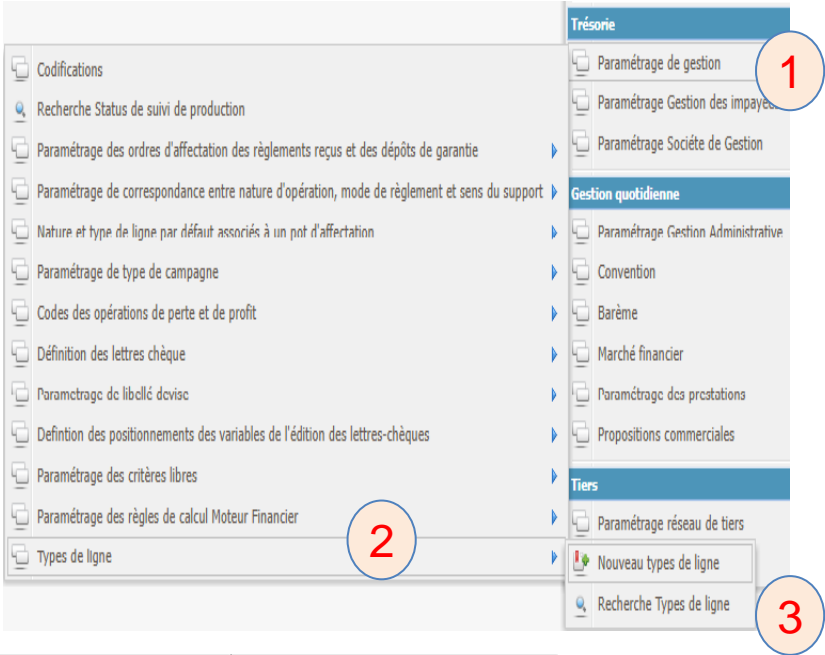 Trésorie
Paramétrage de gestion
1
Paramétrage Gestion des impayés
Paramétrage Sociéte de Gestion
Gestion quotidienne
Paramétrage Gestion Administrative
Convention
Barème
Marché financier
Paramétrage des prestations
Propositions commerciales
Tiers
Paramétrage réseau de tiers
Codifications
Recherche Status de suivi de production
Paramétrage des ordres d'affectation des règlements reçus et des dépôts de garantie
Paramétrage de correspondance entre nature d'opération, mode de règlement et sens du support
Nature et type de ligne par défaut associés à un pot d'affectation
Paramétrage de type de campagne
Codes des opérations de perte et de profit
Définition des lettres chèque
Parametrage de libellé devise
Defintion des positionnements des variables de l'édition des lettres-chèques
Paramétrage des critères libres
Paramétrage des règles de calcul Moteur Financier
2
Types de ligne
Nouveau types de ligne
Recherche Types de ligne
3